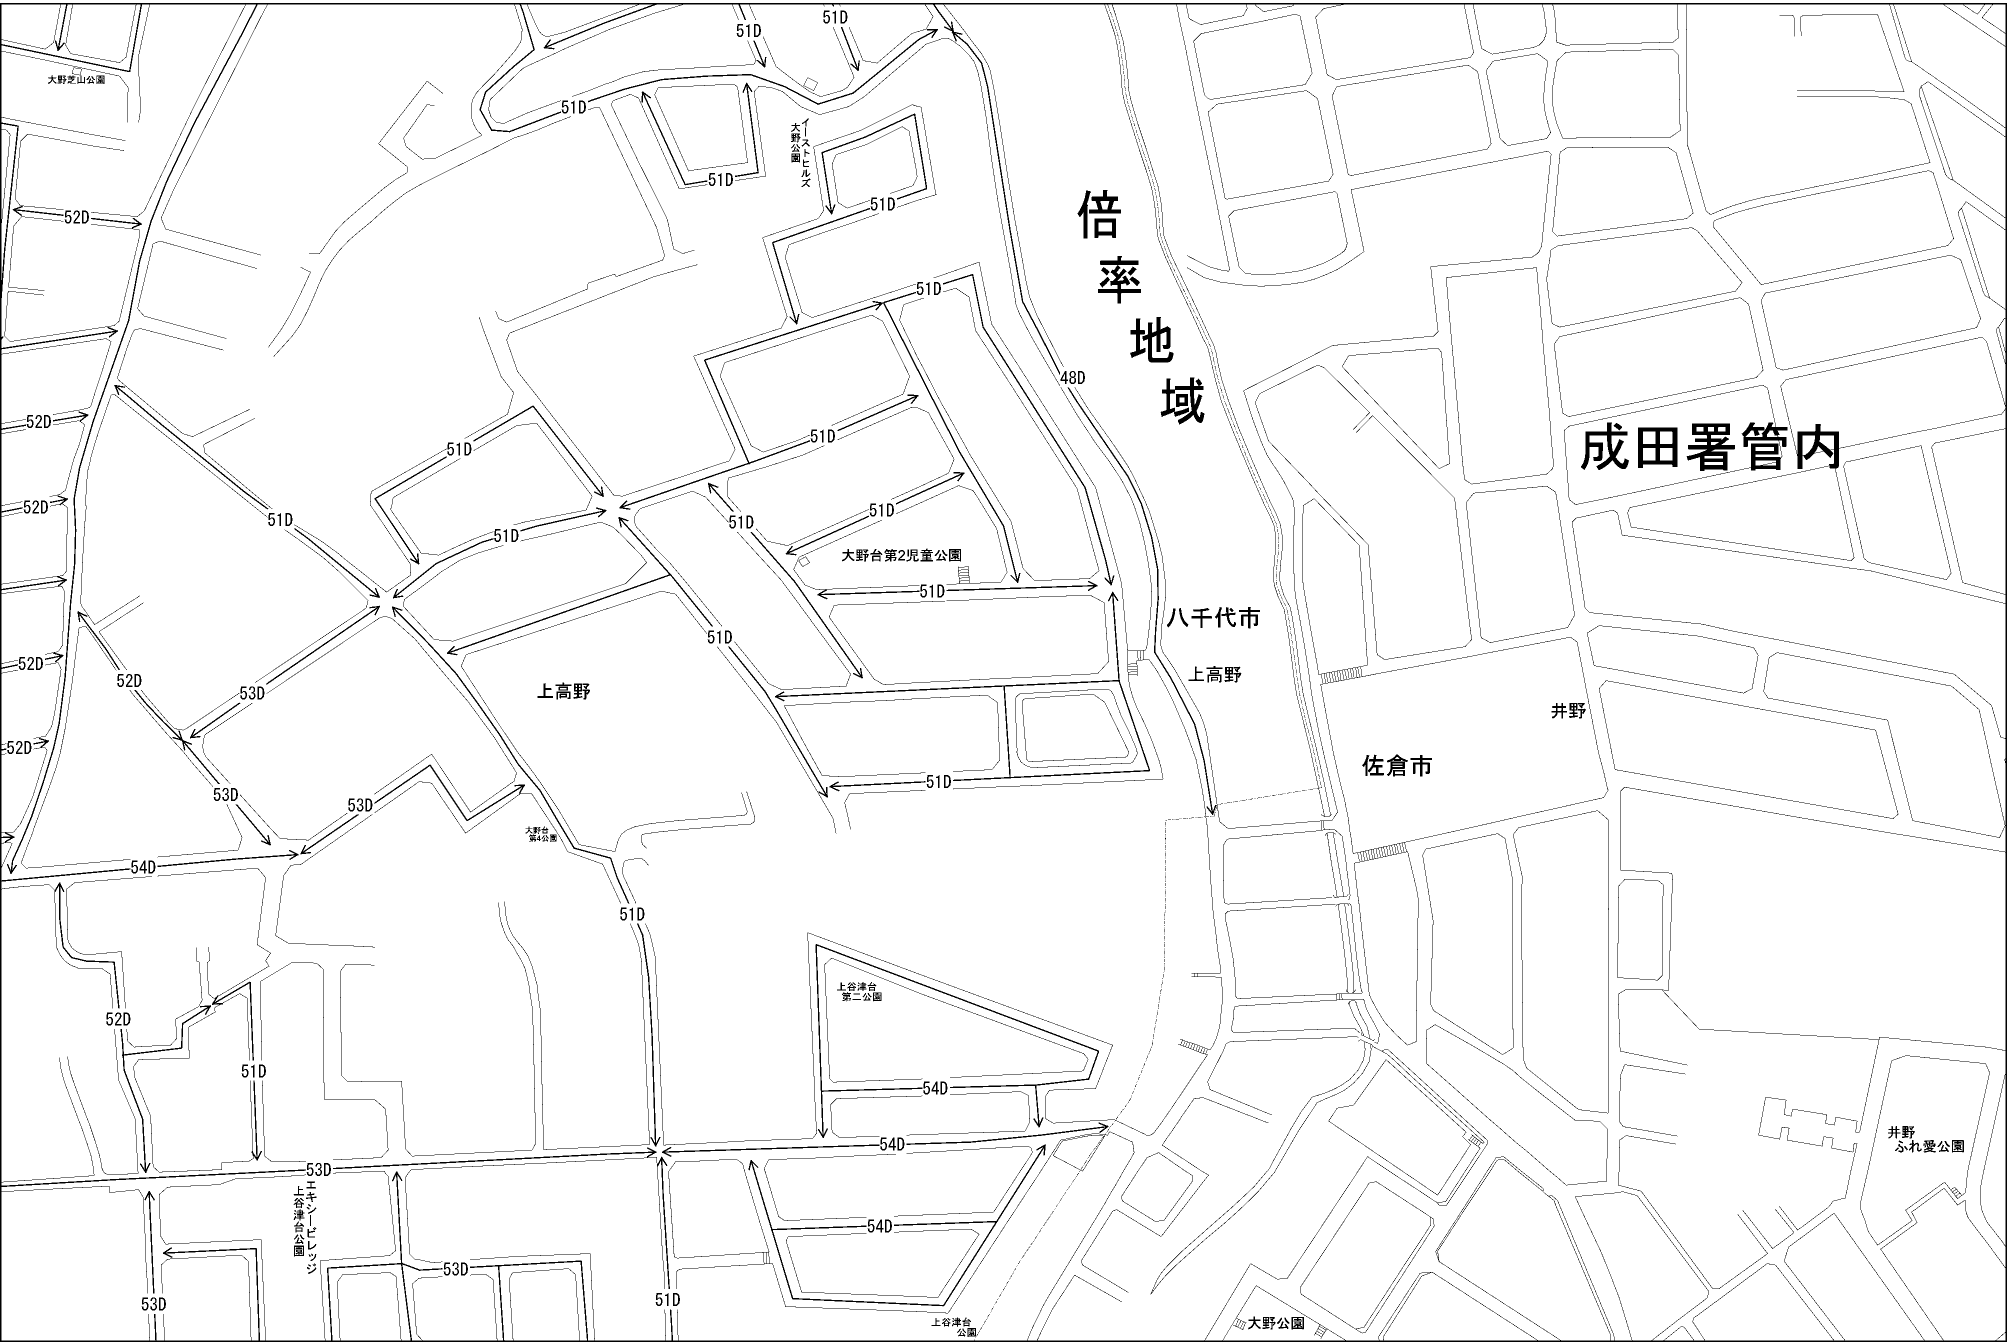 51D
51D
大野芝山公園
51D
イーストヒルズ
大野公園
51D
52D
51D
倍率地域
51D
48D
52D
51D
51D
成田署管内
52D
51D
51D
51D
51D
大野台第2児童公園
51D
八千代市
51D
52D
52D
53D
上高野
上高野
井野
52D
佐倉市
51D
53D
53D
大野台
第4公園
54D
51D
上谷津台
第二公園
52D
51D
54D
54D
井野
ふれ愛公園
53D
エキシービレッジ
上谷津台公園
54D
53D
53D
51D
上谷津台
公園
大野公園